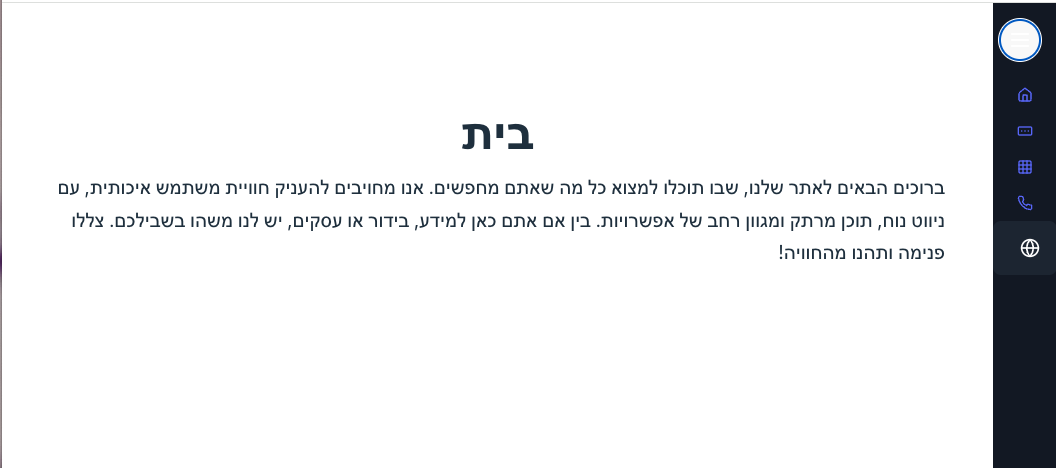 בית
ברוכים הבאים לאתר שלנו, שבו תוכלו למצוא כל מה שאתם מחפשים. אנו מחויבים להעניק חוויית משתמש איכותית, עם
ניווט נוח, תוכן מרתק ומגוון רחב של אפשרויות. בין אם אתם כאן למידע, בידור או עסקים, יש לנו משהו בשבילכם. צללו
פנימה ותהנו מהחוויה!